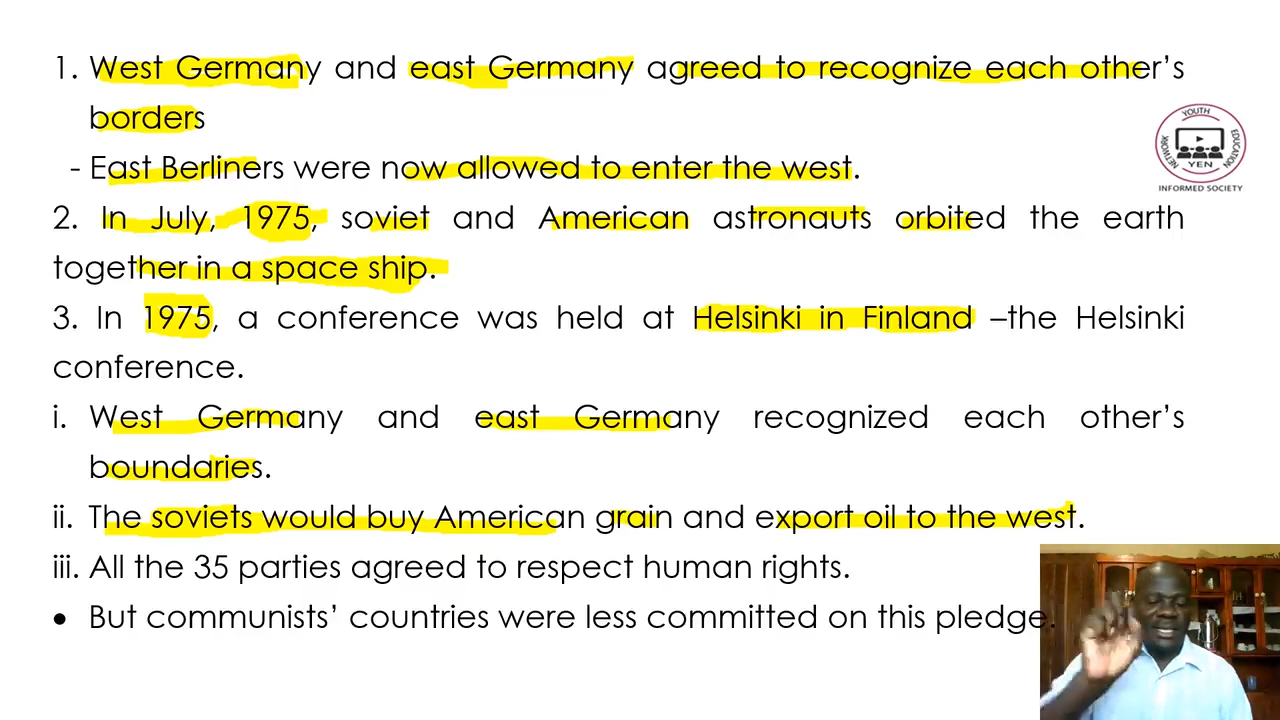 1. West Germany and east Germany agreed to recognize each other’s
borders
- East Berliners were now allowed to enter the west.
2. In July, 1975, soviet and American astronauts orbited the earth
together in a space ship.
3. In 1975, a conference was held at Helsinki in Finland –the Helsinki
conference.
i. West Germany and east Germany recognized each other’s
boundaries.
ii. The soviets would buy American grain and export oil to the west.
iii. All the 35 parties agreed to respect human rights.
• But communists’ countries were less committed on this pledge.
YOUTH
EDUCATION
NETWORK
YEN
INFORMED SOCIETY